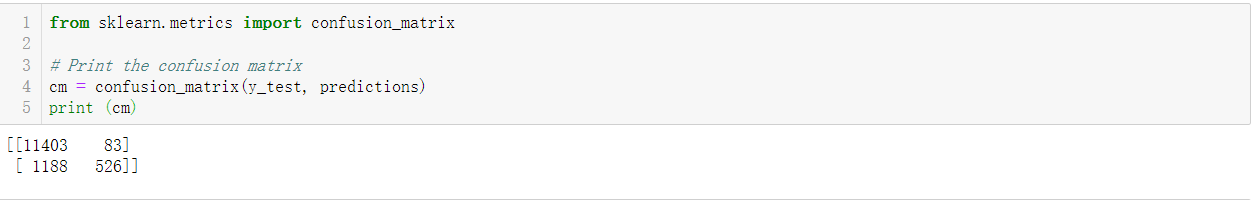 1 from sklearn.metrics import confusion_matrix
2
3 # Print the confusion matrix
4 cm = confusion_matrix(y_test, predictions)
5 print (cm)
[[11403    83]
 [ 1188   526]]